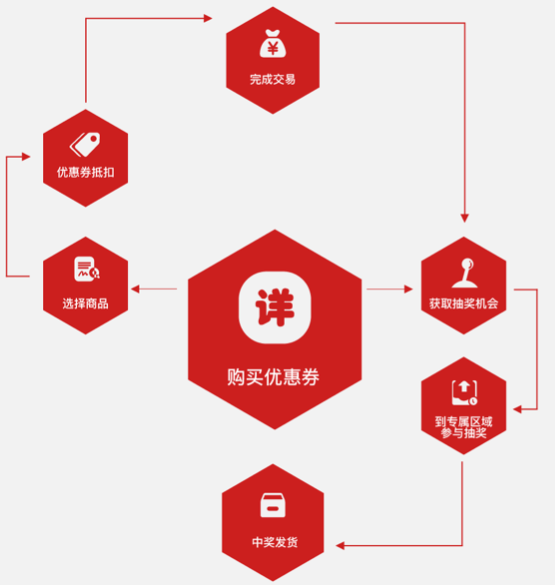 完成交易
优惠券抵扣
选择商品
详
购买优惠券
获取抽奖机会
到专属区域
参与抽奖
中奖发货